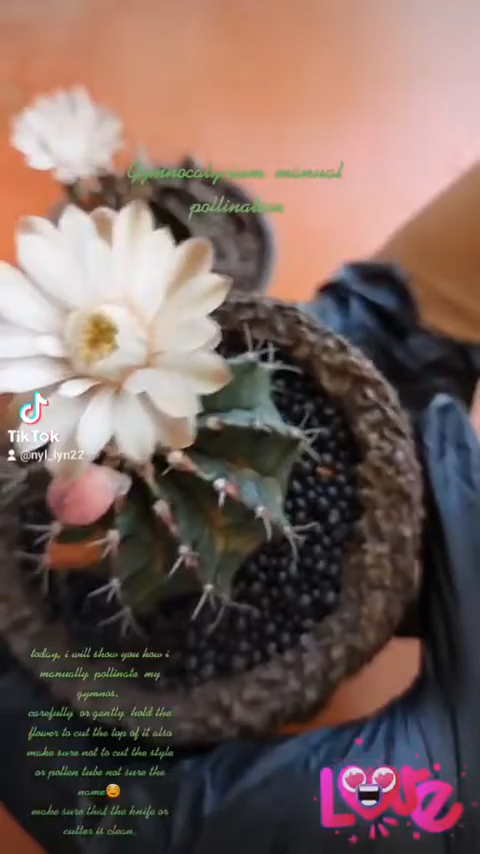 Gymnocalyceum manual
pollination
TikTok
@nyl_lyn22
today, i will show you how i
manually pollinate my
gymnos,
carefully or gently hold the
flower to cut the top of it also
make sure not to cut the style
or pollen tube not sure the
name😅
make sure that the knife or
cutter is clean.
Love